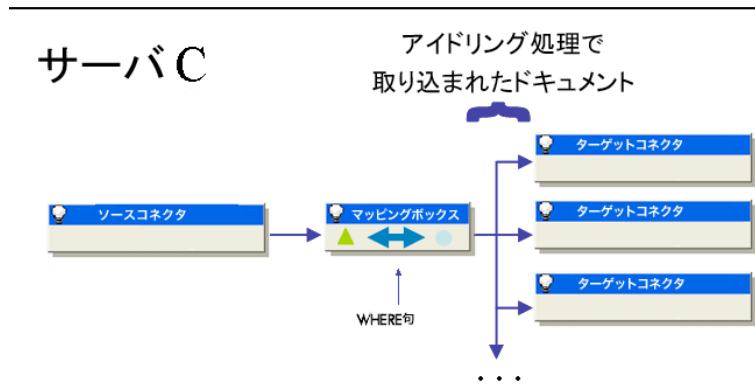 サーバC
アイドリング処理で
取り込まれたドキュメント
ターゲットコネクタ
ソースコネクタ
マッピングボックス
ターゲットコネクタ
ターゲットコネクタ
WHERE句
・・・